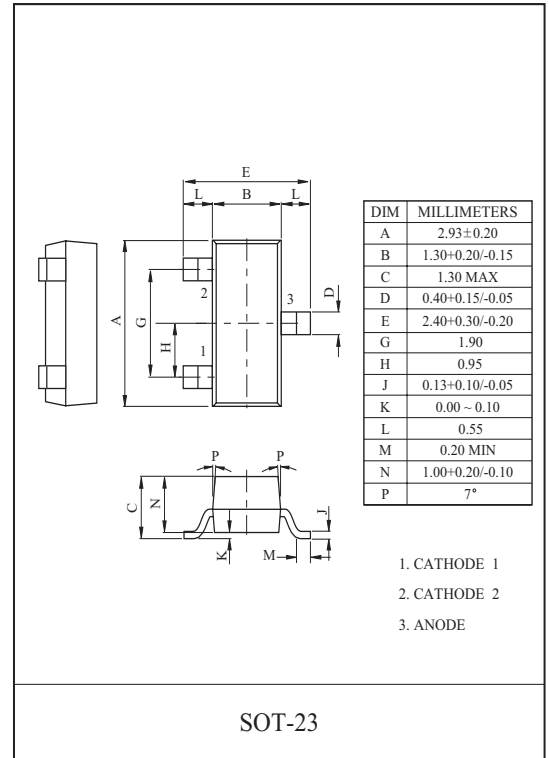 E
L B L
2
3
D
A
G
H
1
P P
C
N
K
M
J
DIM MILLIMETERS
A 2.93±0.20
B 1.30+0.20/-0.15
C 1.30 MAX
D 0.40+0.15/-0.05
E 2.40+0.30/-0.20
G 1.90
H 0.95
J 0.13+0.10/-0.05
K 0.00 ~ 0.10
L 0.55
M 0.20 MIN
N 1.00+0.20/-0.10
P 7°
1. CATHODE 1
2. CATHODE 2
3. ANODE
SOT-23